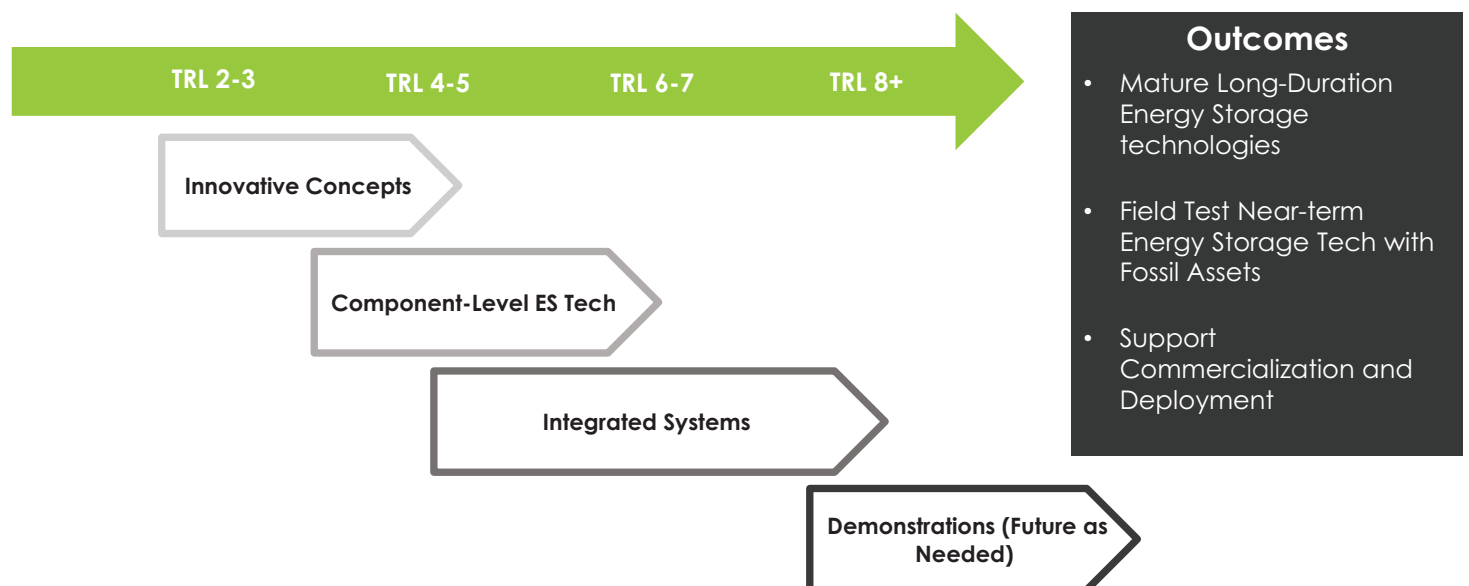 TRL 2-3
TRL 4-5
TRL 6-7
TRL 8+
Innovative Concepts
Component-Level ES Tech
Integrated Systems
Demonstrations (Future as
Needed)
Outcomes
• Mature Long-Duration
Energy Storage
technologies
• Field Test Near-term
Energy Storage Tech with
Fossil Assets
• Support
Commercialization and
Deployment